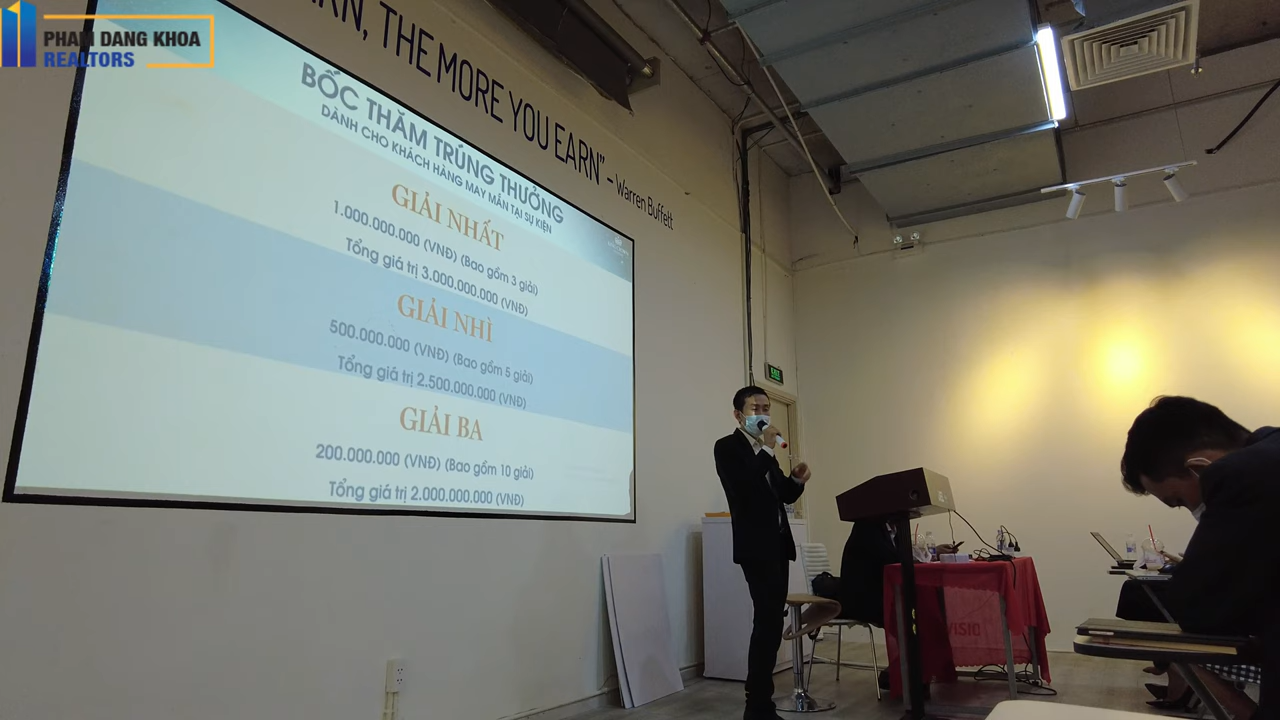 PHAM DANG KHOA
REALTORS
RN, THE MORE YOU EARN" – Warren Buffett
BỐC THĂM TRÚNG THƯỞNG
DÀNH CHO KHÁCH HÀNG MAY MẮN TẠI SỰ KIỆN
GIẢI NHẤT
1.000.000.000 (VNĐ) (Bao gồm 3 giải)
Tổng giá trị 3.000.000.000 (VNĐ)
GIẢI NHÌ
500.000.000 (VNĐ) (Bao gồm 5 giải)
Tổng giá trị 2.500.000.000 (VNĐ)
GIẢI BA
200.000.000 (VNĐ) (Bao gồm 10 giải)
Tổng giá trị 2.000.000.000 (VNĐ)